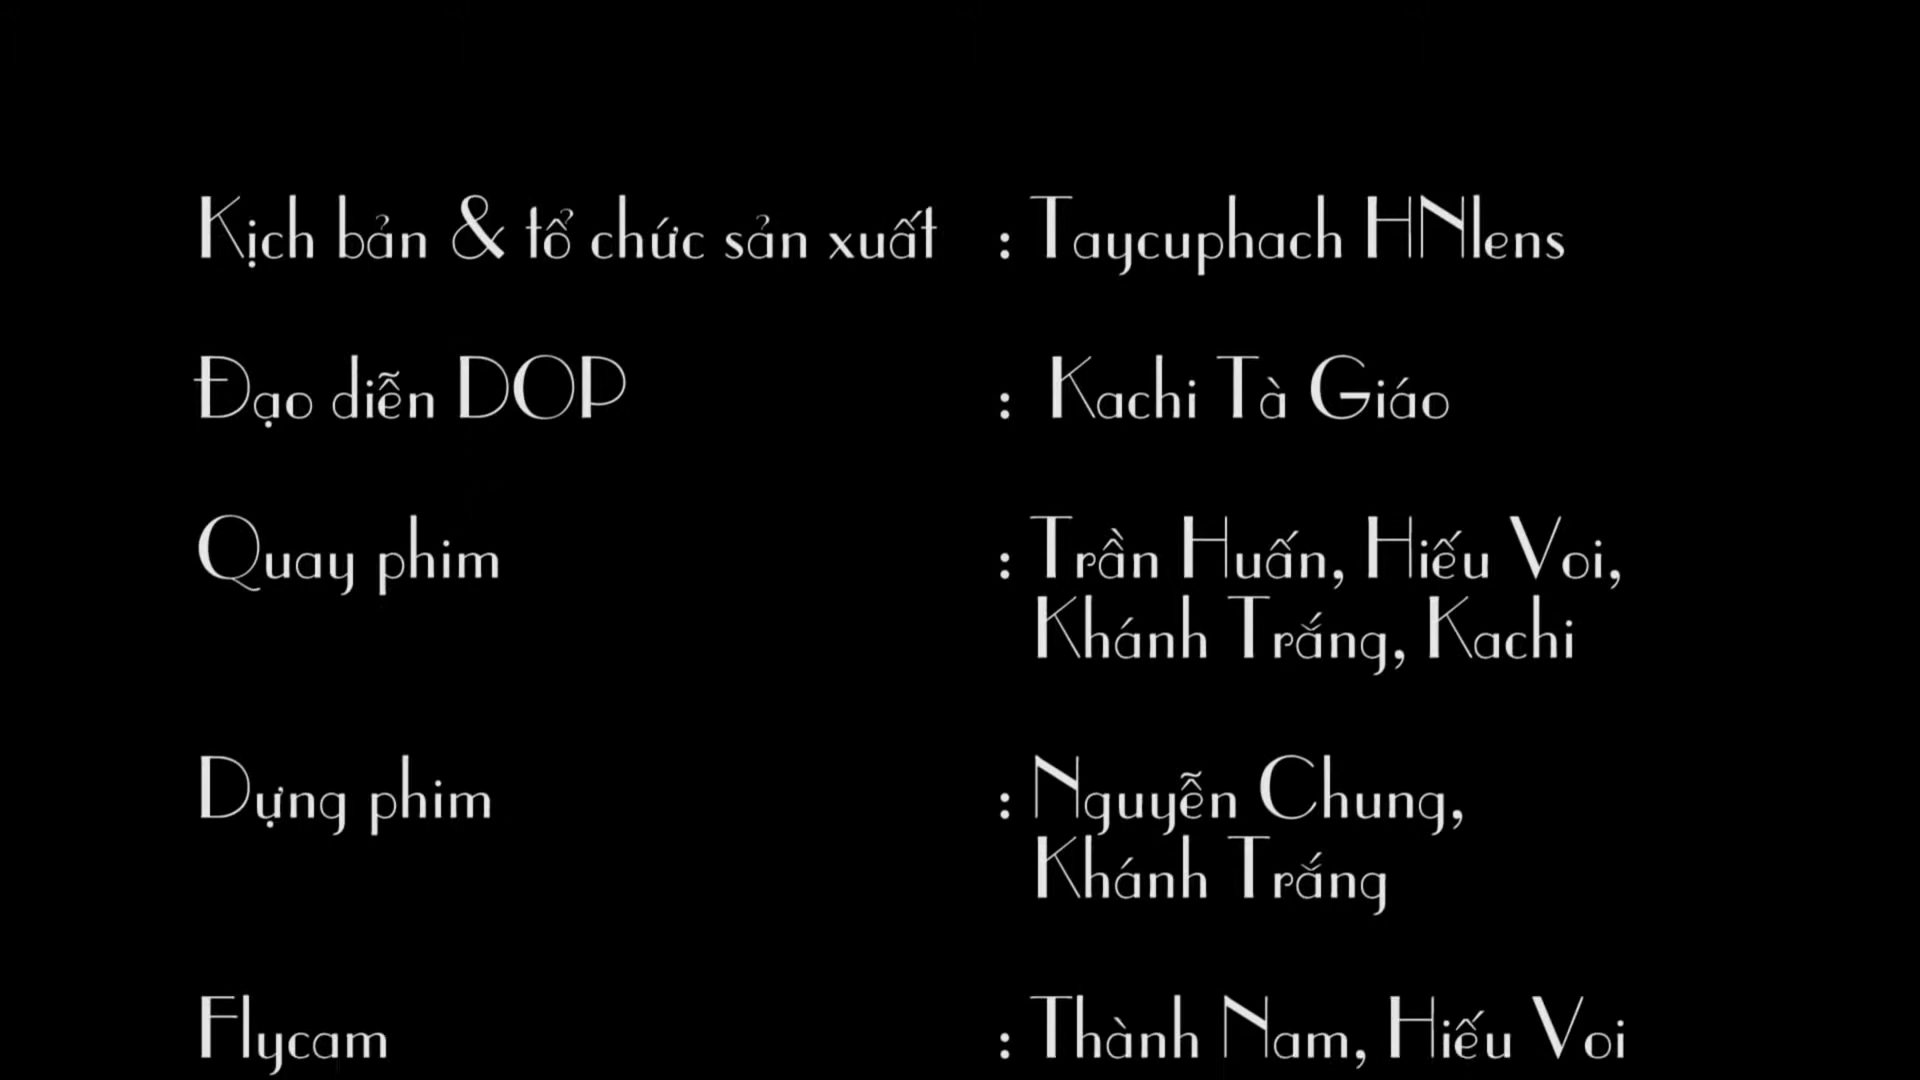 Kịch bản & tổ chức sản xuất : Taycuphach HNlens
Đạo diễn DOP : Kachi Tà Giáo
Quay phim : Trần Huấn, Hiếu Voi,
Khánh Trắng, Kachi
Dựng phim : Nguyễn Chung,
Khánh Trắng
Flycam : Thành Nam, Hiếu Voi